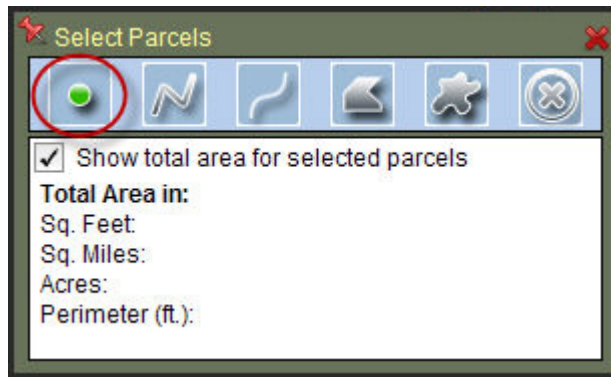 Select Parcels
Show total area for selected parcels
Total Area in:
Sq. Feet:
Sq. Miles:
Acres:
Perimeter (ft.):